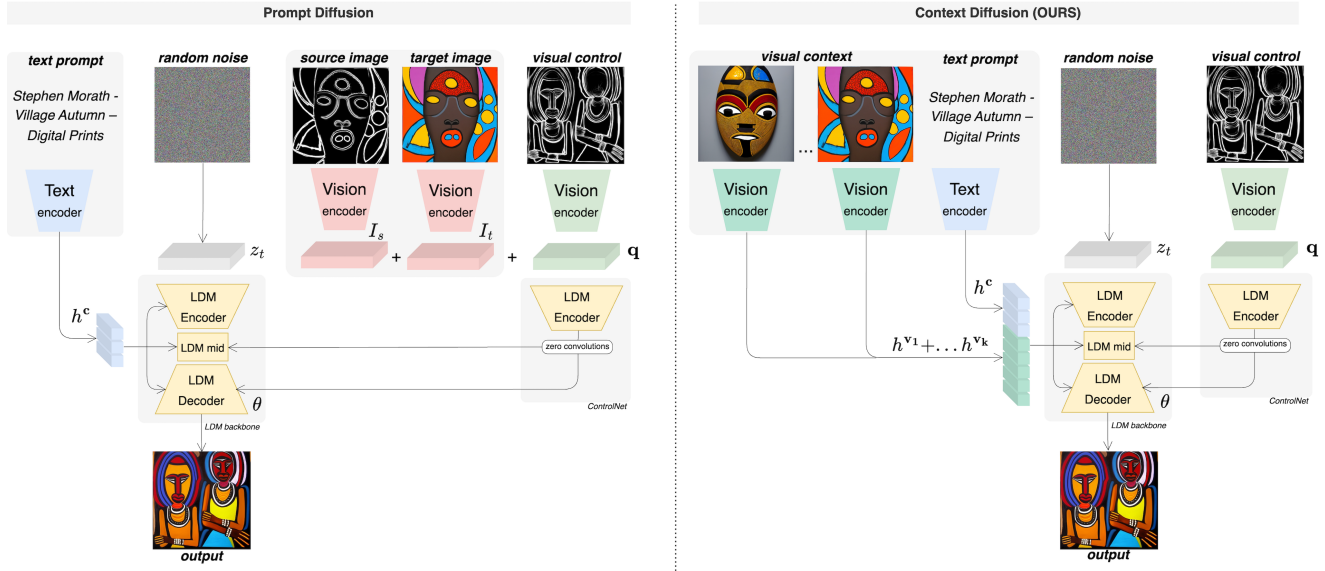 Prompt Diffusion
text prompt
random noise
source image
target image
visual control
Stephen Morath -
Village Autumn –
Digital Prints
Text
encoder
Vision
encoder
Vision
encoder
Vision
encoder
I_s
I_t
z_t
+
+
q
h^c
LDM
Encoder
LDM mid
LDM
Decoder
θ
LDM
Encoder
zero convolutions
ControlNet
LDM backbone
output
Context Diffusion (OURS)
visual context
text prompt
random noise
visual control
Stephen Morath -
Village Autumn –
Digital Prints
...
Vision
encoder
Vision
encoder
Text
encoder
Vision
encoder
z_t
q
h^c
h^{v_1}+...h^{v_k}
LDM
Encoder
LDM mid
LDM
Decoder
θ
LDM
Encoder
zero convolutions
ControlNet
LDM backbone
output